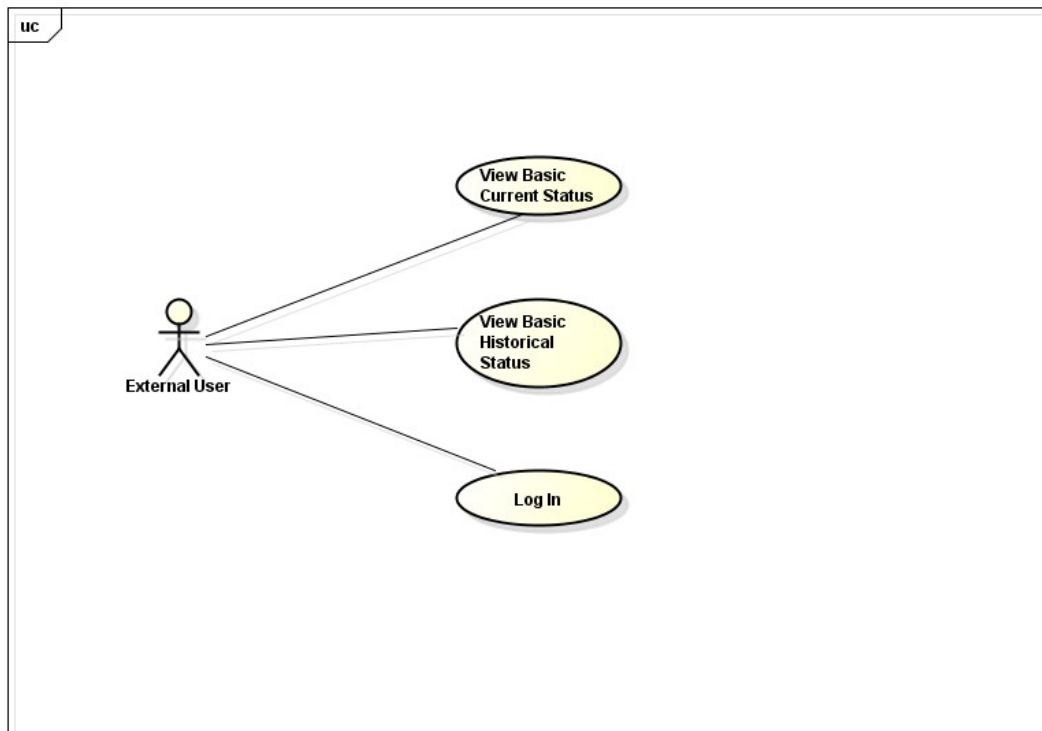 uc
View Basic
Current Status
View Basic
Historical
Status
External User
Log In